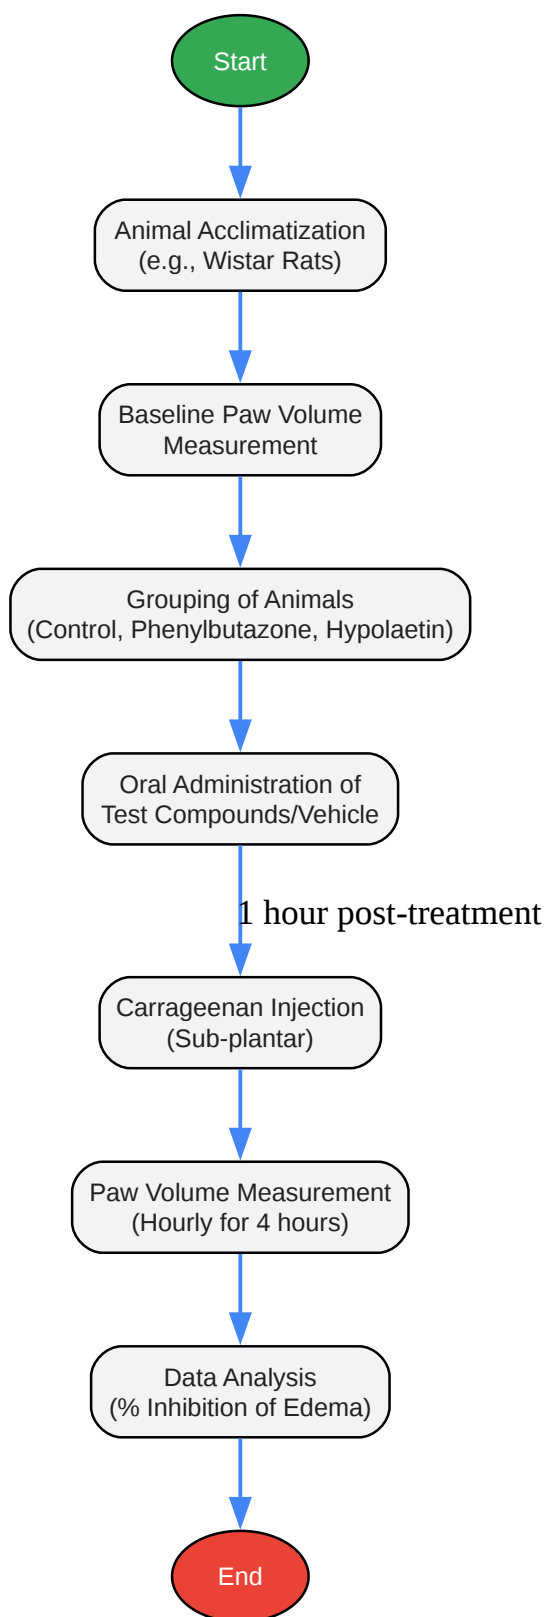 Start
Animal Acclimatization
(e.g., Wistar Rats)
Baseline Paw Volume
Measurement
Grouping of Animals
(Control, Phenylbutazone, Hypolaetin)
Oral Administration of
Test Compounds/Vehicle
1 hour post-treatment
Carrageenan Injection
(Sub-plantar)
Paw Volume Measurement
(Hourly for 4 hours)
Data Analysis
(% Inhibition of Edema)
End